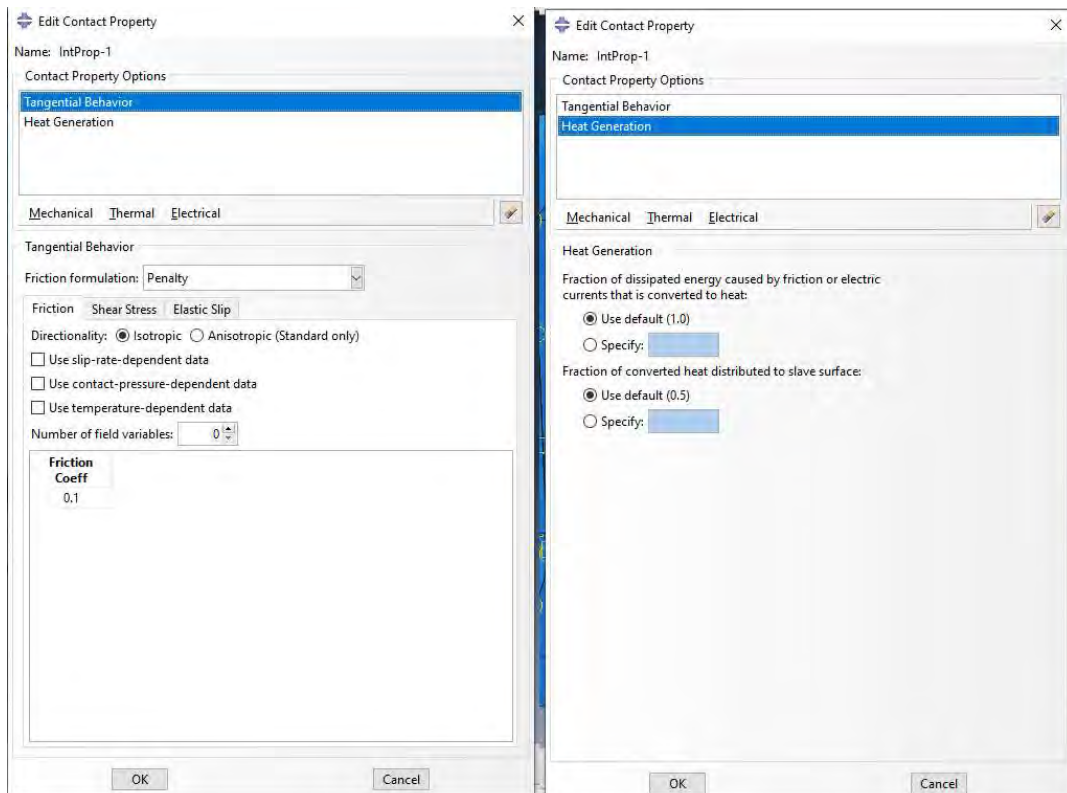 Edit Contact Property
Name: IntProp-1
Contact Property Options
Tangential Behavior
Heat Generation
Mechanical Thermal Electrical
Tangential Behavior
Friction formulation: Penalty
Friction Shear Stress Elastic Slip
Directionality: Isotropic Anisotropic (Standard only)
Use slip-rate-dependent data
Use contact-pressure-dependent data
Use temperature-dependent data
Number of field variables: 0
Friction
Coeff
0.1
OK Cancel
Edit Contact Property
Name: IntProp-1
Contact Property Options
Tangential Behavior
Heat Generation
Mechanical Thermal Electrical
Heat Generation
Fraction of dissipated energy caused by friction or electric
currents that is converted to heat:
Use default (1.0)
Specify:
Fraction of converted heat distributed to slave surface:
Use default (0.5)
Specify:
OK Cancel